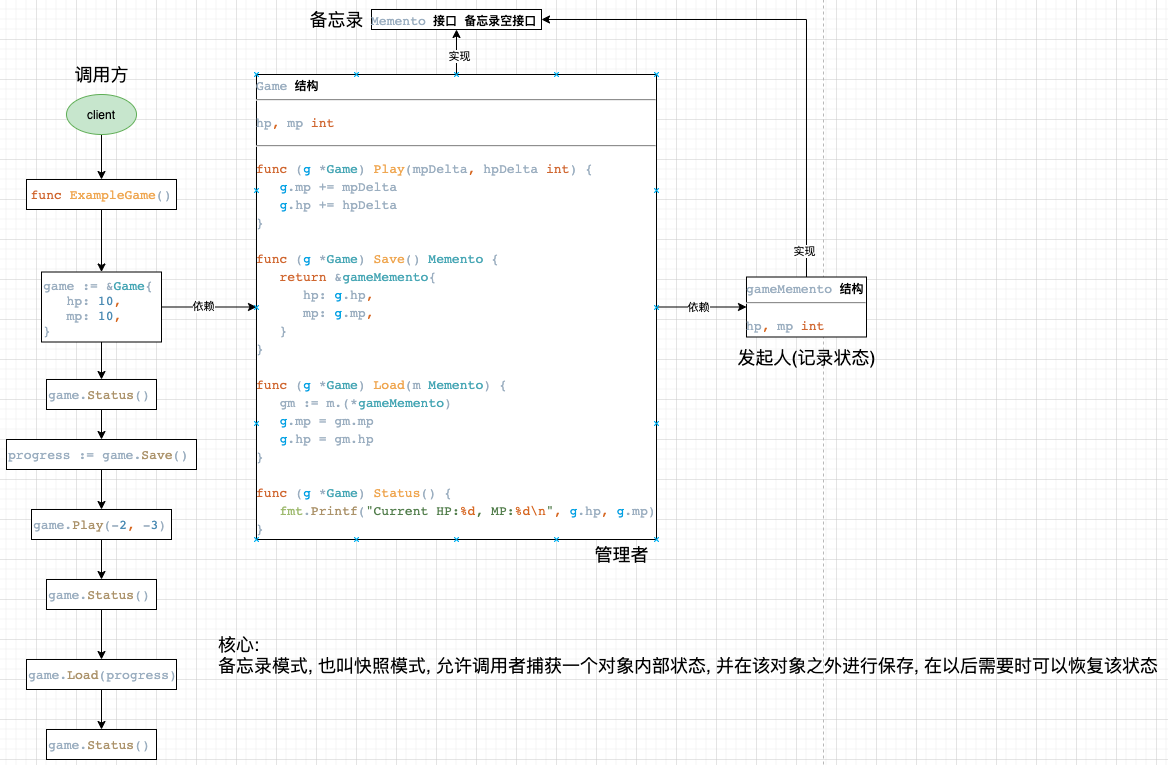 备忘录
Memento 接口 备忘录空接口
实现
调用方
client
func ExampleGame()
game := &Game{
hp: 10,
mp: 10,
}
依赖
game.Status()
progress := game.Save()
game.Play(-2, -3)
game.Status()
game.Load(progress)
game.Status()
Game 结构
hp, mp int
func (g *Game) Play(mpDelta, hpDelta int) {
g.mp += mpDelta
g.hp += hpDelta
}
func (g *Game) Save() Memento {
return &gameMemento{
hp: g.hp,
mp: g.mp,
}
}
func (g *Game) Load(m Memento) {
gm := m.(*gameMemento)
g.mp = gm.mp
g.hp = gm.hp
}
func (g *Game) Status() {
fmt.Printf("Current HP:%d, MP:%d\n", g.hp, g.mp)
}
管理者
依赖
实现
gameMemento 结构
hp, mp int
发起人(记录状态)
核心:
备忘录模式, 也叫快照模式, 允许调用者捕获一个对象内部状态, 并在该对象之外进行保存, 在以后需要时可以恢复该状态